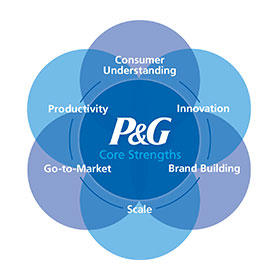 Consumer
Understanding
Productivity
Innovation
P&G
Core Strengths
Go-to-Market
Brand Building
Scale